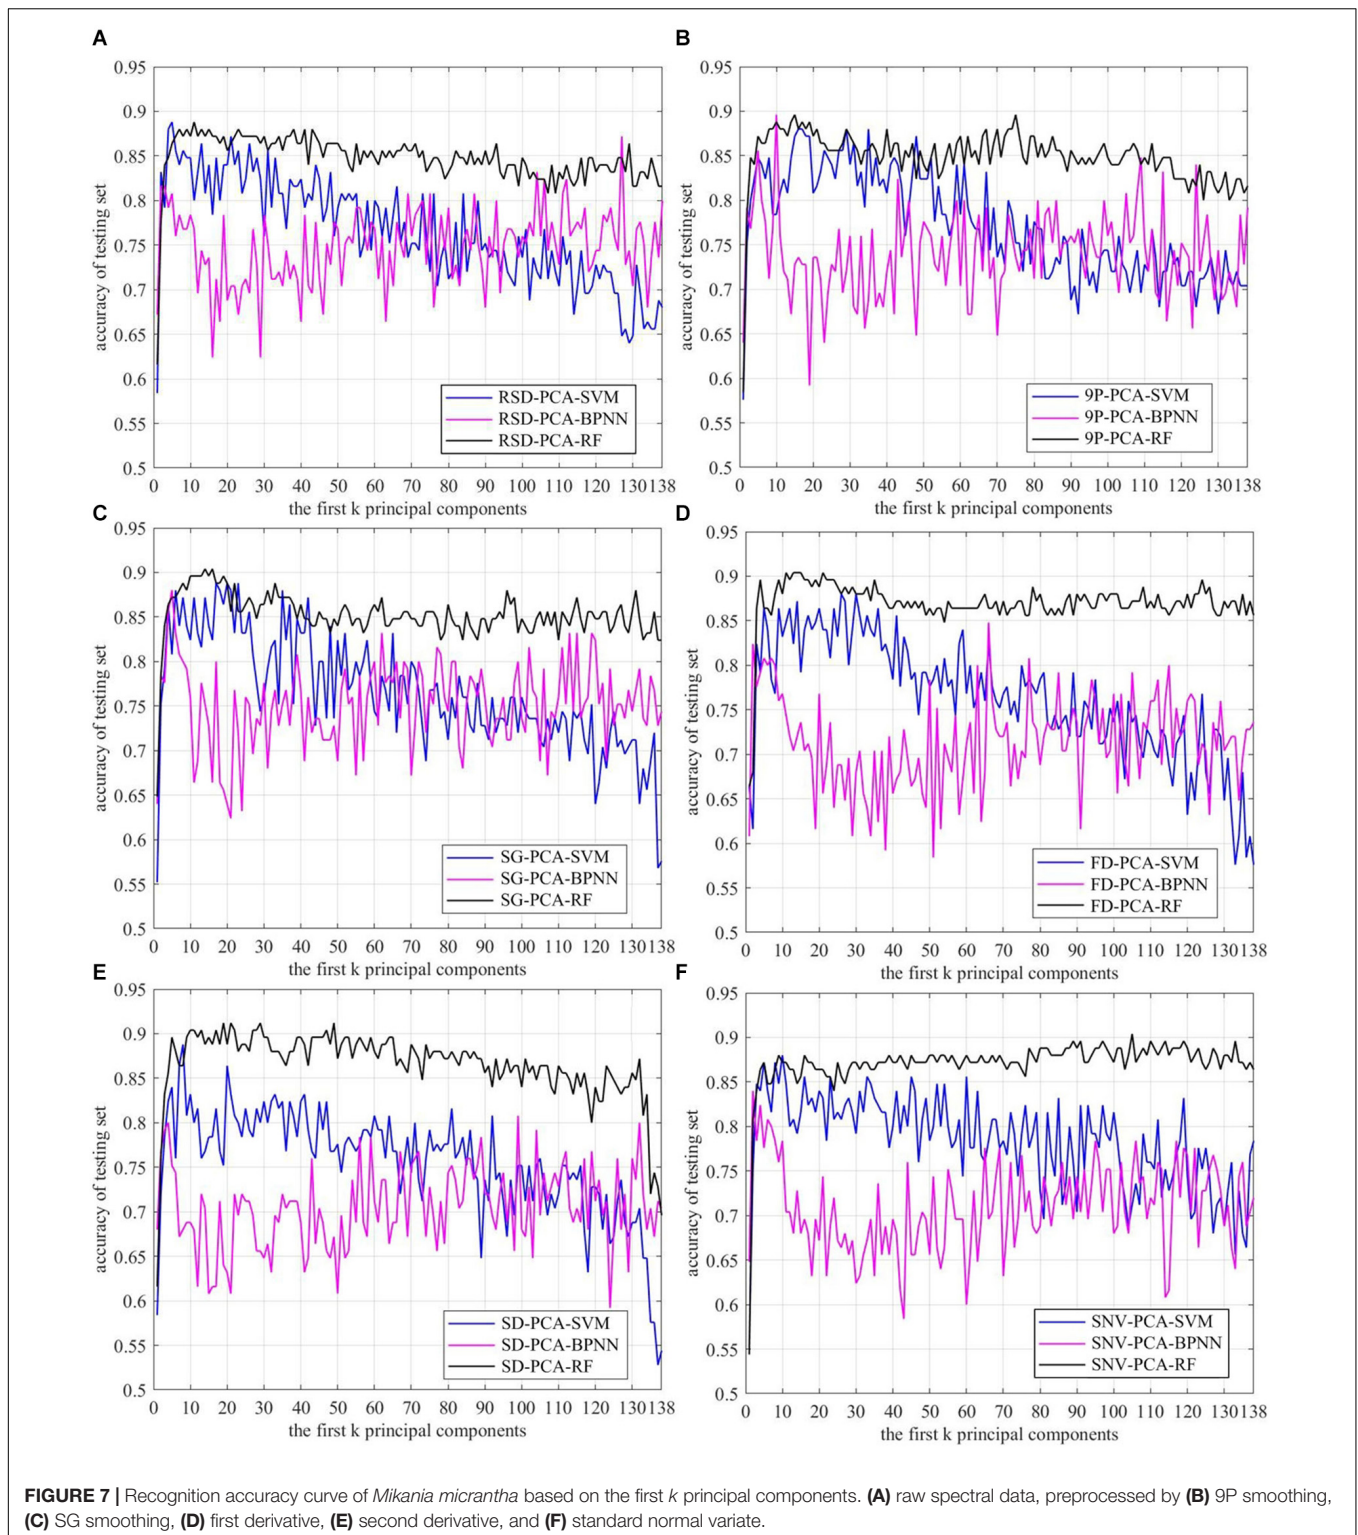 A
0.95
0.9
0.85
0.8
0.75
0.7
0.65
0.6
0.55
0.5
accuracy of testing set
RSD-PCA-SVM
RSD-PCA-BPNN
RSD-PCA-RF
0 10 20 30 40 50 60 70 80 90 100 110 120 130 138
the first k principal components
B
0.95
0.9
0.85
0.8
0.75
0.7
0.65
0.6
0.55
0.5
accuracy of testing set
9P-PCA-SVM
9P-PCA-BPNN
9P-PCA-RF
0 10 20 30 40 50 60 70 80 90 100 110 120 130 138
the first k principal components
C
0.95
0.9
0.85
0.8
0.75
0.7
0.65
0.6
0.55
0.5
accuracy of testing set
SG-PCA-SVM
SG-PCA-BPNN
SG-PCA-RF
0 10 20 30 40 50 60 70 80 90 100 110 120 130 138
the first k principal components
D
0.95
0.9
0.85
0.8
0.75
0.7
0.65
0.6
0.55
0.5
accuracy of testing set
FD-PCA-SVM
FD-PCA-BPNN
FD-PCA-RF
0 10 20 30 40 50 60 70 80 90 100 110 120 130 138
the first k principal components
E
0.95
0.9
0.85
0.8
0.75
0.7
0.65
0.6
0.55
0.5
accuracy of testing set
SD-PCA-SVM
SD-PCA-BPNN
SD-PCA-RF
0 10 20 30 40 50 60 70 80 90 100 110 120 130 138
the first k principal components
F
0.95
0.9
0.85
0.8
0.75
0.7
0.65
0.6
0.55
0.5
accuracy of testing set
SNV-PCA-SVM
SNV-PCA-BPNN
SNV-PCA-RF
0 10 20 30 40 50 60 70 80 90 100 110 120 130 138
the first k principal components
FIGURE 7 | Recognition accuracy curve of Mikania micrantha based on the first k principal components. (A) raw spectral data, preprocessed by (B) 9P smoothing,
(C) SG smoothing, (D) first derivative, (E) second derivative, and (F) standard normal variate.